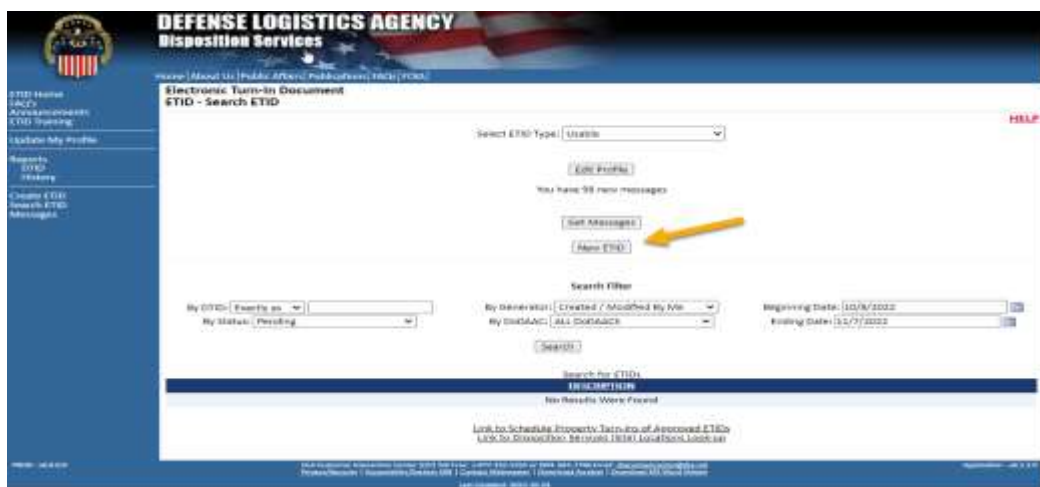 DEFENSE LOGISTICS AGENCY
Disposition Services
Home | About Us | Public Affairs | Publications | FAQs | FOIA |
ETID Home
FAQ's
Announcements
ETID Training
Update My Profile
Reports
ETID
History
Create ETID
Search ETID
Messages
Electronic Turn-In Document
ETID - Search ETID
HELP
Select ETID Type: Usable
Edit Profile
You have 98 new messages
Get Messages
New ETID
Search Filter
By DTID: Exactly as By Generator: Created / Modified By Me Beginning Date: 10/8/2022
By Status: Pending By DoDAAC: ALL DoDAACs Ending Date: 11/7/2022
Search
Search for ETIDs
DESCRIPTION
No Results Were Found
Link to Schedule Property Turn-ins of Approved ETIDs
Link to Disposition Services (Site) Locations Look-up